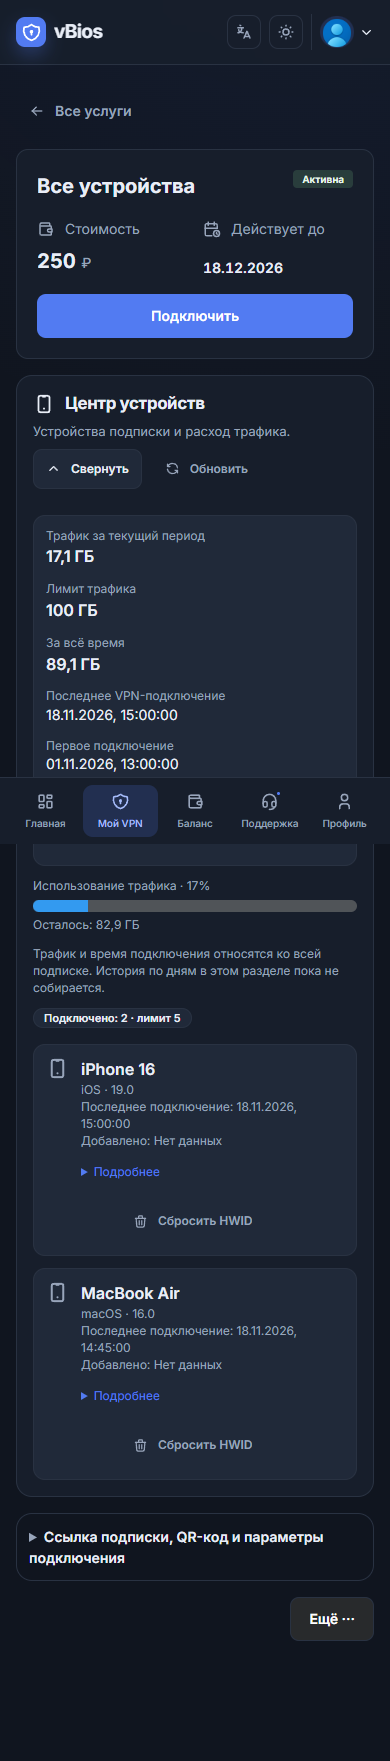 vBios
Все услуги
Все устройства
Активна
Стоимость
Действует до
250 ₽
18.12.2026
Подключить
Центр устройств
Устройства подписки и расход трафика.
Свернуть
Обновить
Трафик за текущий период
17,1 ГБ
Лимит трафика
100 ГБ
За всё время
89,1 ГБ
Последнее VPN-подключение
18.11.2026, 15:00:00
Первое подключение
01.11.2026, 13:00:00
Главная
Мой VPN
Баланс
Поддержка
Профиль
Использование трафика · 17%
Осталось: 82,9 ГБ
Трафик и время подключения относятся ко всей
подписке. История по дням в этом разделе пока не
собирается.
Подключено: 2 · лимит 5
iPhone 16
iOS · 19.0
Последнее подключение: 18.11.2026,
15:00:00
Добавлено: Нет данных
Подробнее
Сбросить HWID
MacBook Air
macOS · 16.0
Последнее подключение: 18.11.2026,
14:45:00
Добавлено: Нет данных
Подробнее
Сбросить HWID
Ссылка подписки, QR-код и параметры
подключения
Ещё ···